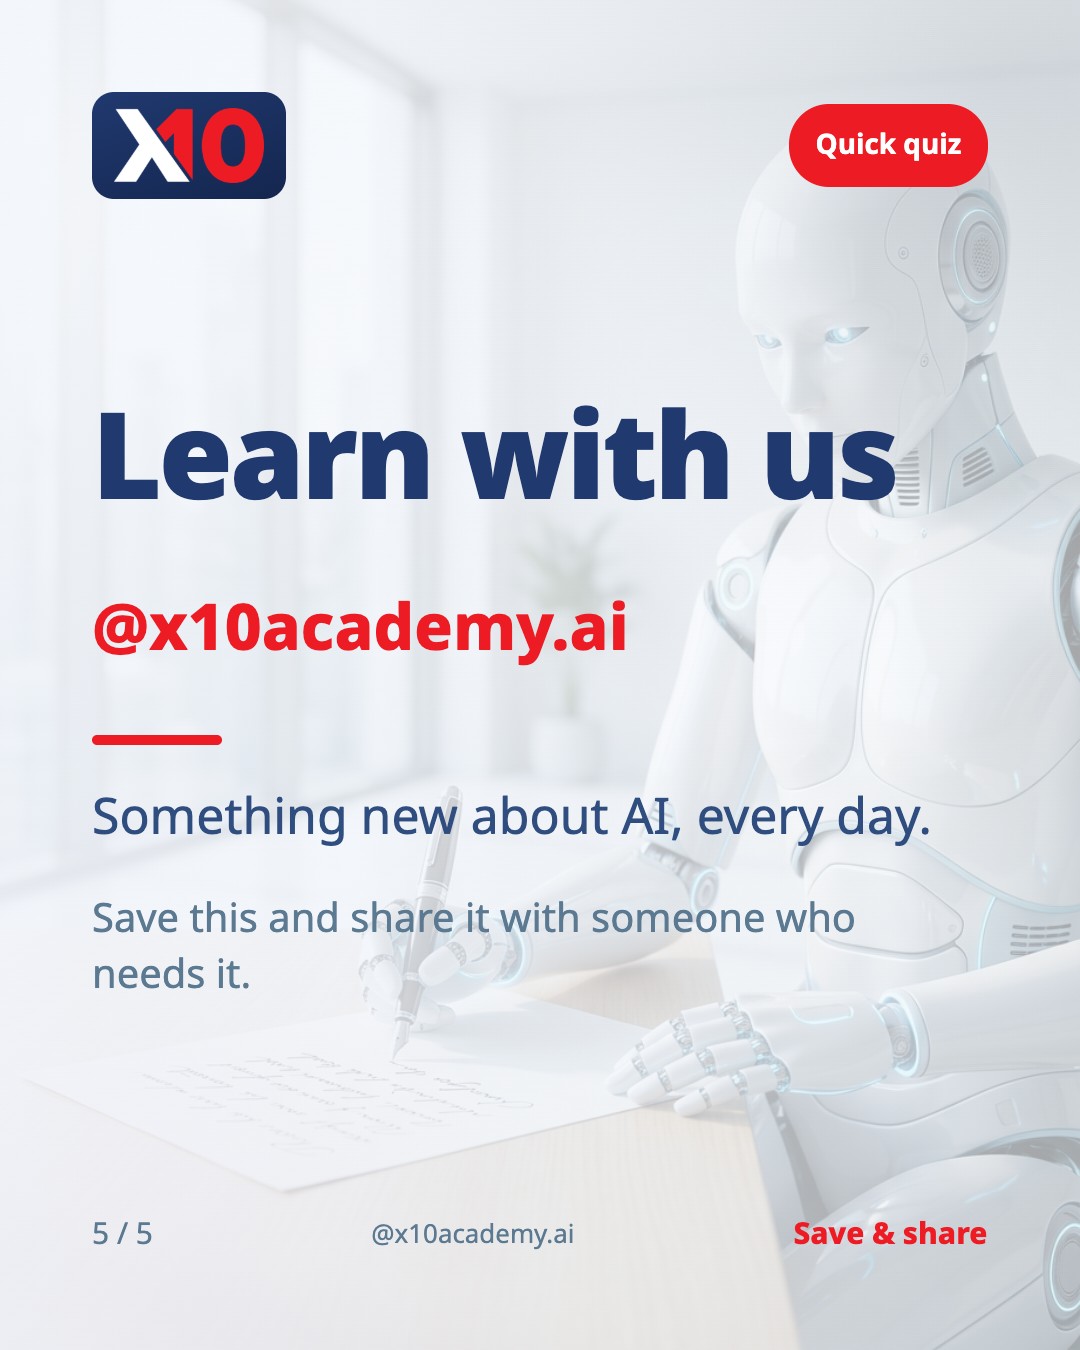 X10
Quick quiz
Learn with us
@x10academy.ai
Something new about AI, every day.
Save this and share it with someone who
needs it.
5 / 5
@x10academy.ai
Save & share